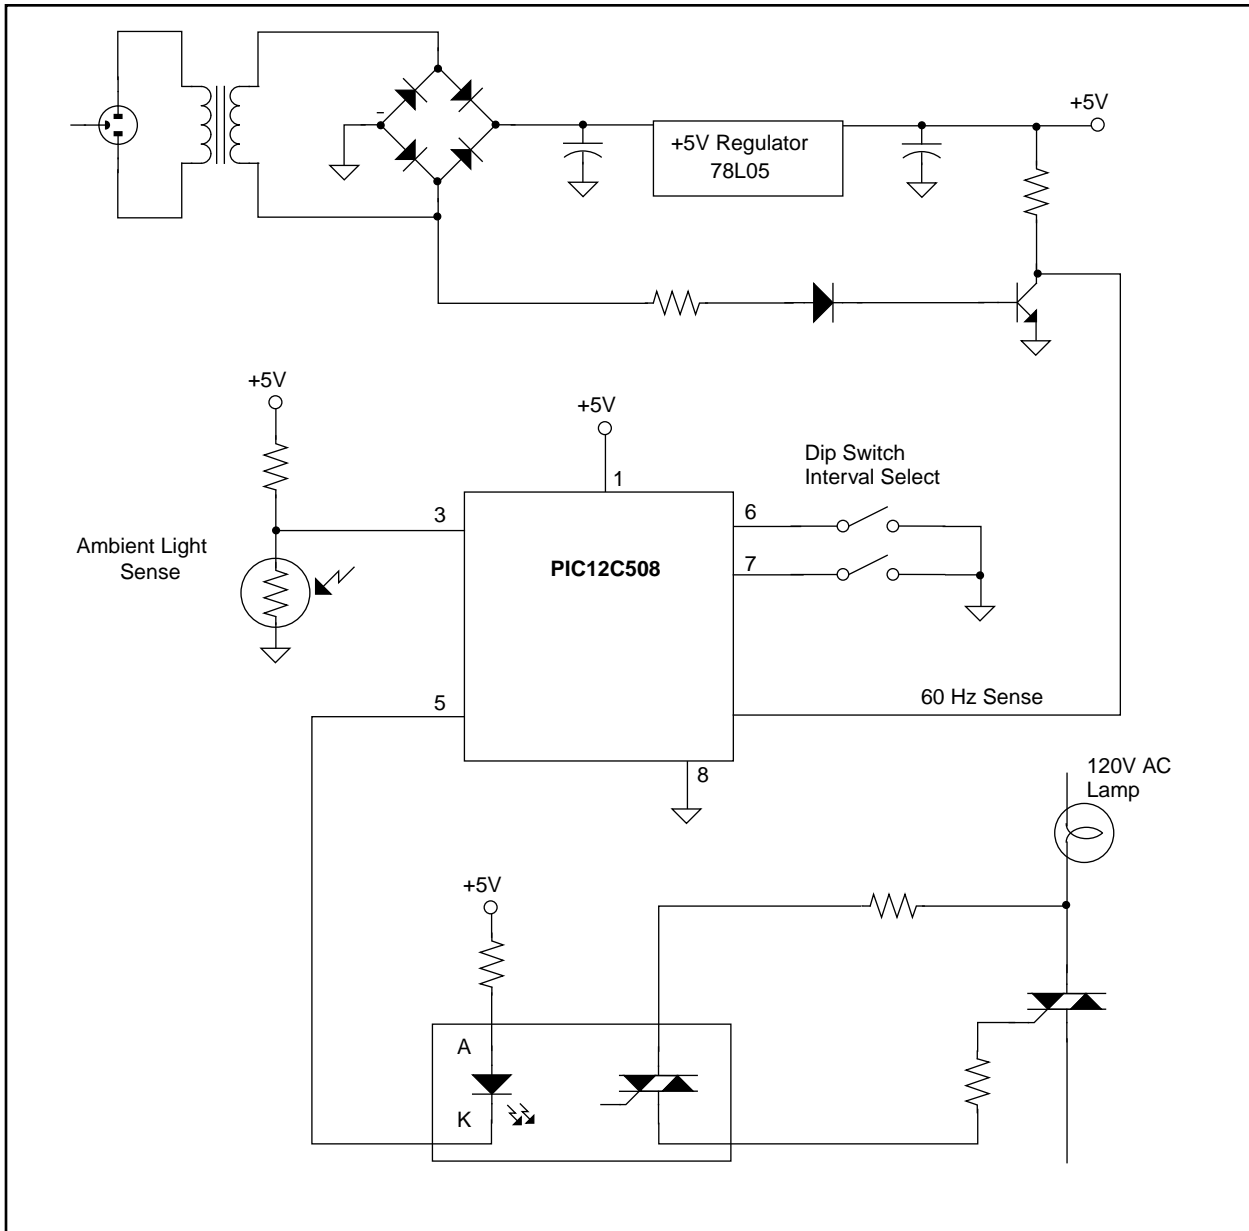 +5V
+5V Regulator
78L05
-
+5V
+5V
1
Dip Switch
Interval Select
3
6
Ambient Light
Sense
PIC12C508
7
5
60 Hz Sense
8
120V AC
Lamp
+5V
A
K